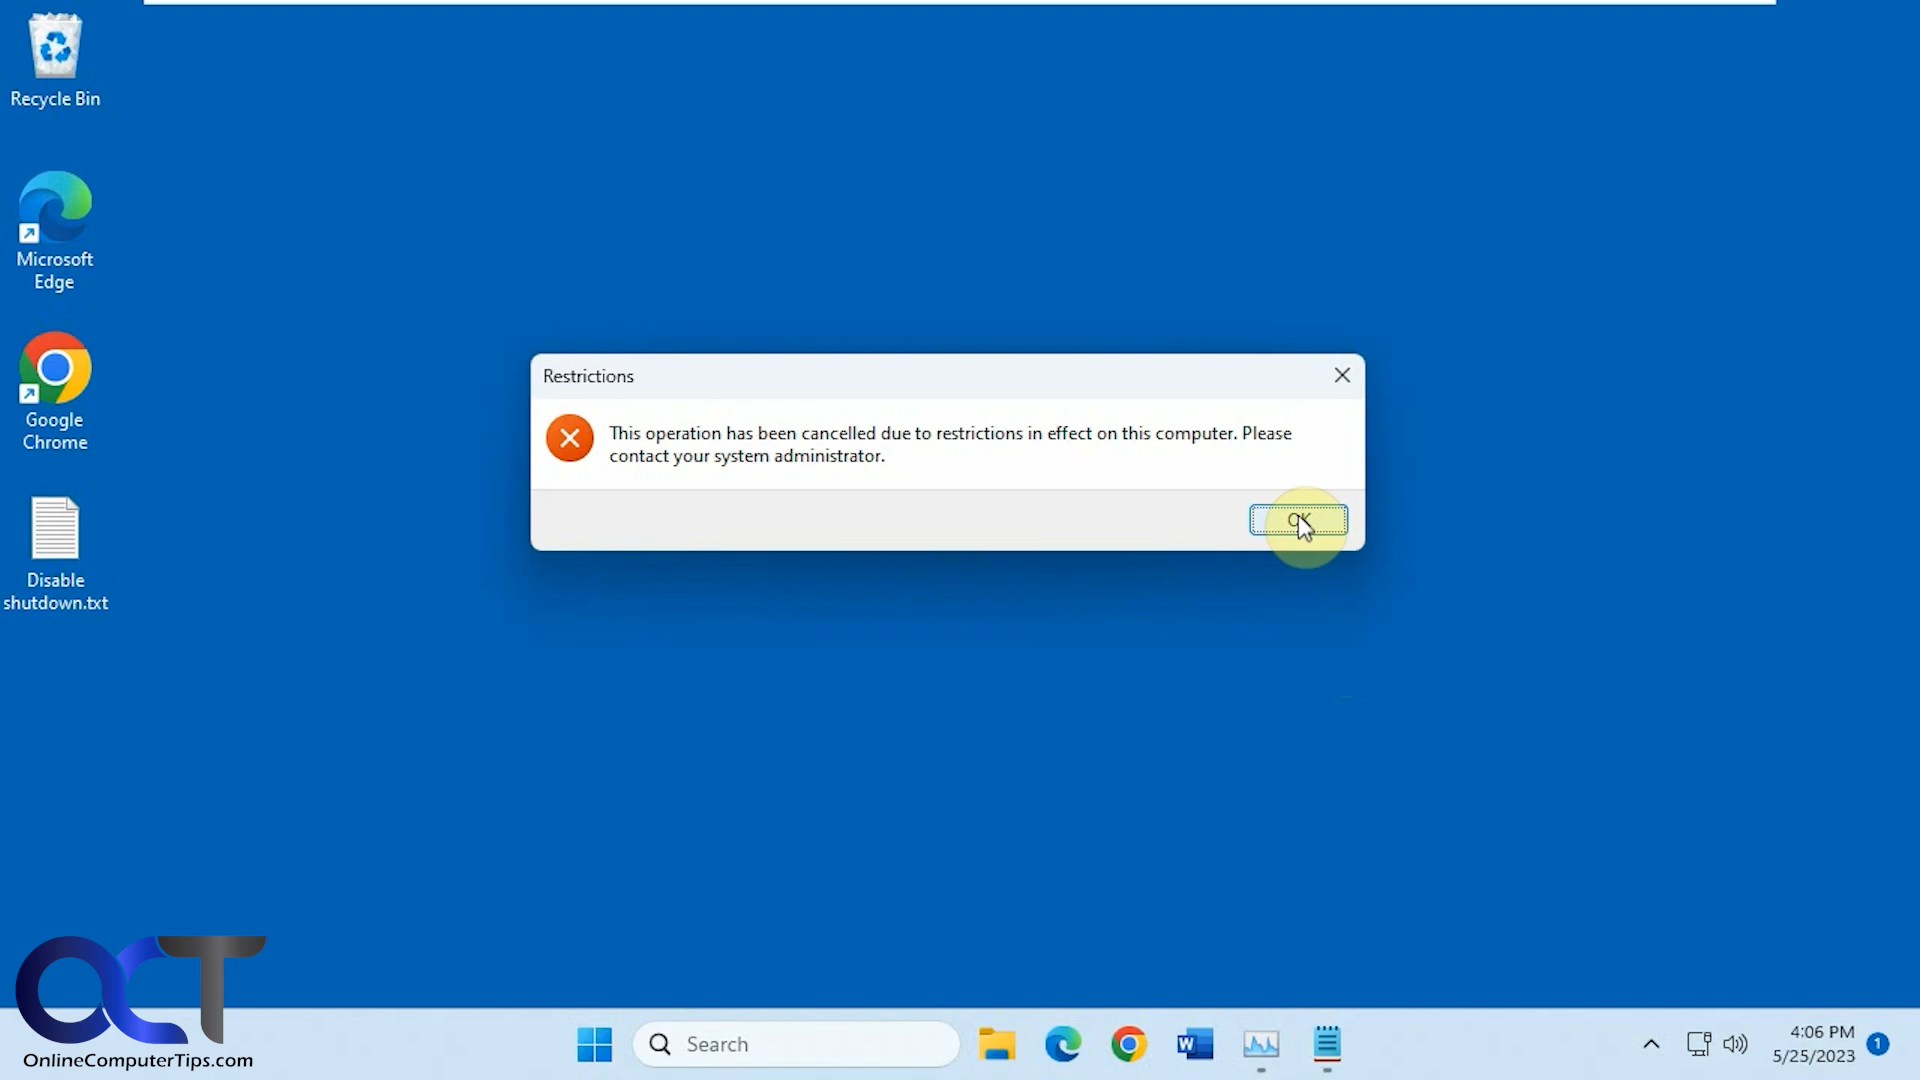 Recycle Bin
Microsoft
Edge
Google
Chrome
Disable
shutdown.txt
Restrictions
This operation has been cancelled due to restrictions in effect on this computer. Please
contact your system administrator.
OK
OCT
OnlineComputerTips.com
Search
W
4:06 PM
5/25/2023
1